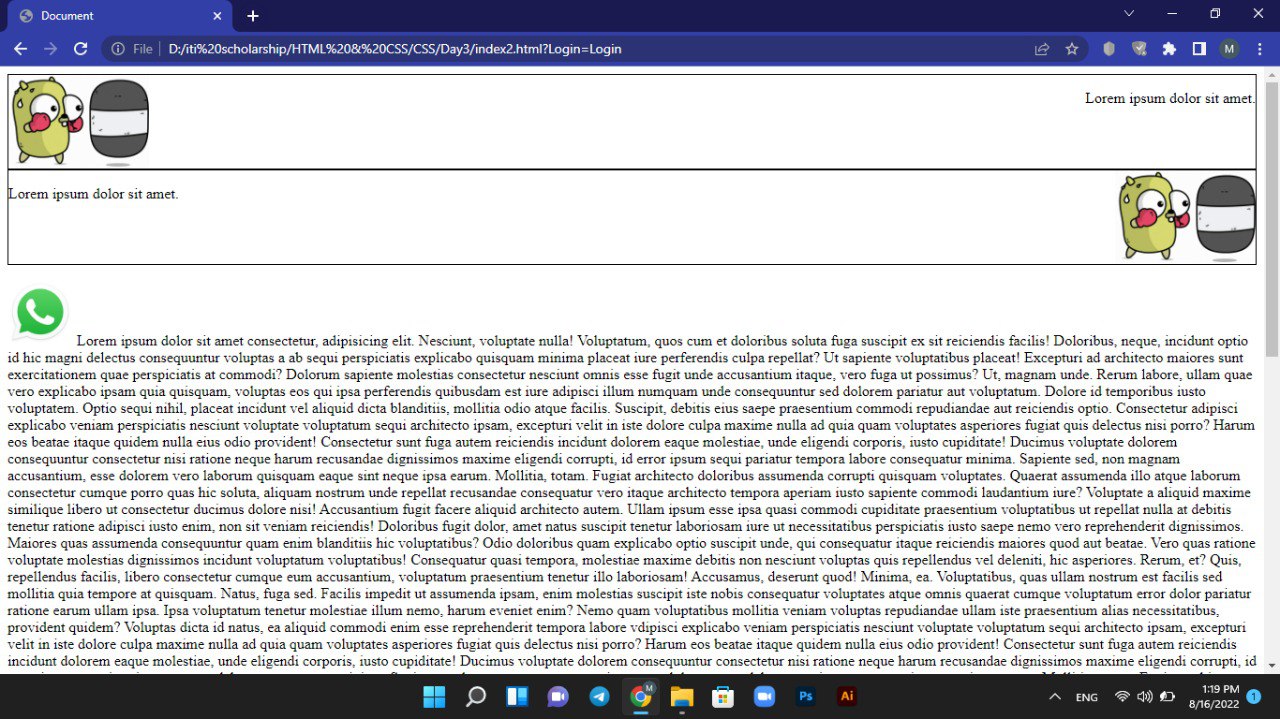 Document
File D:/iti%20scholarship/HTML%20&%20CSS/CSS/Day3/index2.html?Login=Login
M
Lorem ipsum dolor sit amet.
Lorem ipsum dolor sit amet.
Lorem ipsum dolor sit amet consectetur, adipisicing elit. Nesciunt, voluptate nulla! Voluptatum, quos cum et doloribus soluta fuga suscipit ex sit reiciendis facilis! Doloribus, neque, incidunt optio
id hic magni delectus consequuntur voluptas a ab sequi perspiciatis explicabo quisquam minima placeat iure perferendis culpa repellat? Ut sapiente voluptatibus placeat! Excepturi ad architecto maiores sunt
exercitationem quae perspiciatis at commodi? Dolorum sapiente molestias consectetur nesciunt omnis esse fugit unde accusantium itaque, vero fuga ut possimus? Ut, magnam unde. Rerum labore, ullam quae
vero explicabo ipsam quia quisquam, voluptas eos qui ipsa perferendis quibusdam est iure adipisci illum numquam unde consequuntur sed dolorem pariatur aut voluptatum. Dolore id temporibus iusto
voluptatem. Optio sequi nihil, placeat incidunt vel aliquid dicta blanditiis, mollitia odio atque facilis. Suscipit, debitis eius saepe praesentium commodi repudiandae aut reiciendis optio. Consectetur adipisci
explicabo veniam perspiciatis nesciunt voluptate voluptatum sequi architecto ipsam, excepturi velit in iste dolore culpa maxime nulla ad quia quam voluptates asperiores fugiat quis delectus nisi porro? Harum
eos beatae itaque quidem nulla eius odio provident! Consectetur sunt fuga autem reiciendis incidunt dolorem eaque molestiae, unde eligendi corporis, iusto cupiditate! Ducimus voluptate dolorem
consequuntur consectetur nisi ratione neque harum recusandae dignissimos maxime eligendi corrupti, id error ipsum sequi pariatur tempora labore consequatur minima. Sapiente sed, non magnam
accusantium, esse dolorem vero laborum quisquam eaque sint neque ipsa earum. Mollitia, totam. Fugiat architecto doloribus assumenda corrupti quisquam voluptates. Quaerat assumenda illo atque laborum
consectetur cumque porro quas hic soluta, aliquam nostrum unde repellat recusandae consequatur vero itaque architecto tempora aperiam iusto sapiente commodi laudantium iure? Voluptate a aliquid maxime
similique libero ut consectetur ducimus dolore nisi! Accusantium fugit facere aliquid architecto autem. Ullam ipsum esse ipsa quasi commodi cupiditate praesentium voluptatibus ut repellat nulla at debitis
tenetur ratione adipisci iusto enim, non sit veniam reiciendis! Doloribus fugit dolor, amet natus suscipit tenetur laboriosam iure ut necessitatibus perspiciatis iusto saepe nemo vero reprehenderit dignissimos.
Maiores quas assumenda consequuntur quam enim blanditiis hic voluptatibus? Odio doloribus quam explicabo optio suscipit unde, qui consequatur itaque reiciendis maiores quod aut beatae. Vero quas ratione
voluptate molestias dignissimos incidunt voluptatum voluptatibus! Consequatur quasi tempora, molestiae maxime debitis non nesciunt voluptas quis repellendus vel deleniti, hic asperiores. Rerum, et? Quis,
repellendus facilis, libero consectetur cumque eum accusantium, voluptatum praesentium tenetur illo laboriosam! Accusamus, deserunt quod! Minima, ea. Voluptatibus, quas ullam nostrum est facilis sed
mollitia quia tempore at quisquam. Natus, fuga sed. Facilis impedit ut assumenda ipsam, enim molestias suscipit iste nobis consequatur voluptates atque omnis quaerat cumque voluptatum error dolor pariatur
ratione earum ullam ipsa. Ipsa voluptatum tenetur molestiae illum nemo, harum eveniet enim? Nemo quam voluptatibus mollitia veniam voluptas repudiandae ullam iste praesentium alias necessitatibus,
provident quidem? Voluptas dicta id natus, ea aliquid commodi enim esse reprehenderit tempora labore vdipisci explicabo veniam perspiciatis nesciunt voluptate voluptatum sequi architecto ipsam, excepturi
velit in iste dolore culpa maxime nulla ad quia quam voluptates asperiores fugiat quis delectus nisi porro? Harum eos beatae itaque quidem nulla eius odio provident! Consectetur sunt fuga autem reiciendis
incidunt dolorem eaque molestiae, unde eligendi corporis, iusto cupiditate! Ducimus voluptate dolorem consequuntur consectetur nisi ratione neque harum recusandae dignissimos maxime eligendi corrupti, id
M
Ps
Ai
ENG
1:19 PM
8/16/2022
1